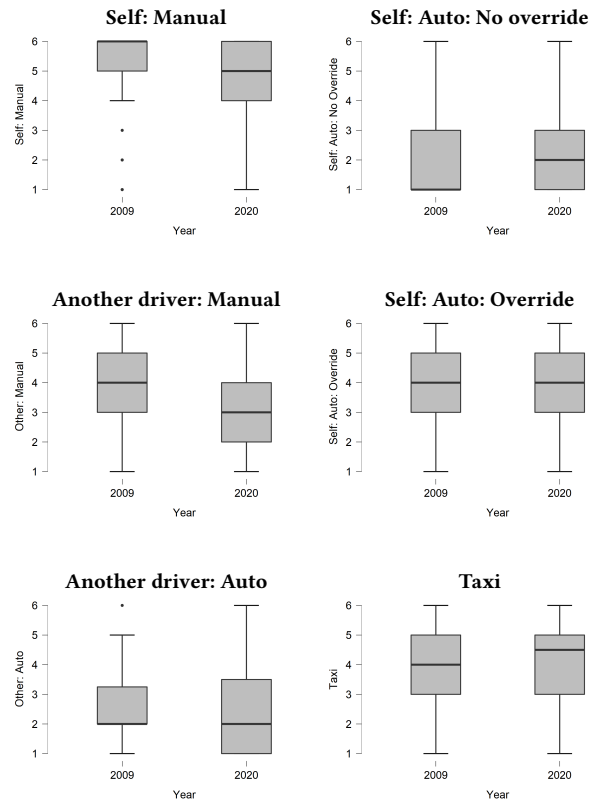 Self: Manual
Self: Manual
6
5
4
3
2
1
2009
2020
Year
Self: Auto: No override
Self: Auto: No Override
6
5
4
3
2
1
2009
2020
Year
Another driver: Manual
Other: Manual
6
5
4
3
2
1
2009
2020
Year
Self: Auto: Override
Self: Auto: Override
6
5
4
3
2
1
2009
2020
Year
Another driver: Auto
Other: Auto
6
5
4
3
2
1
2009
2020
Year
Taxi
Taxi
6
5
4
3
2
1
2009
2020
Year